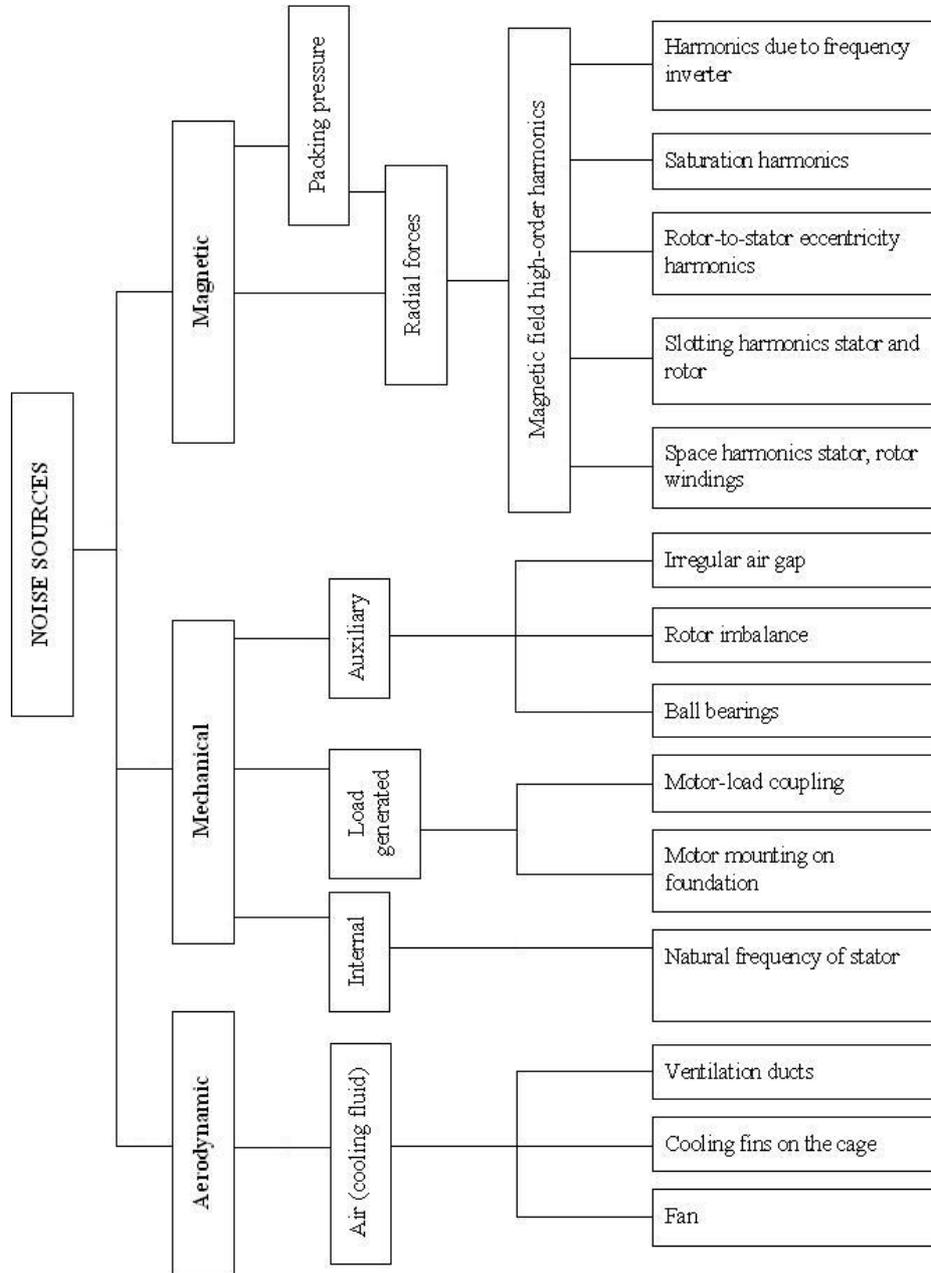 NOISE SOURCES
Magnetic
Packing pressure
Radial forces
Magnetic field high-order harmonics
Harmonics due to frequency
inverter
Saturation harmonics
Rotor-to-stator eccentricity
harmonics
Slotting harmonics stator and
rotor
Space harmonics stator, rotor
windings
Mechanical
Auxiliary
Irregular air gap
Rotor imbalance
Ball bearings
Load
generated
Motor-load coupling
Motor mounting on
foundation
Internal
Natural frequency of stator
Aerodynamic
Air (cooling fluid)
Ventilation ducts
Cooling fins on the cage
Fan